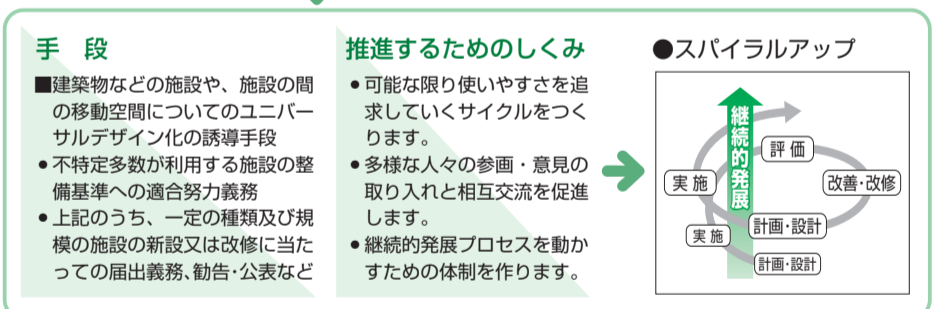 手 段
■建築物などの施設や、施設の間
の移動空間についてのユニバー
サルデザイン化の誘導手段
●不特定多数が利用する施設の整
備基準への適合努力義務
●上記のうち、一定の種類及び規
模の施設の新設又は改修に当た
っての届出義務、勧告・公表など
推進するためのしくみ
●可能な限り使いやすさを追
求していくサイクルをつく
ります。
●多様な人々の参画・意見の
取り入れと相互交流を促進
します。
●継続的発展プロセスを動か
すための体制を作ります。
●スパイラルアップ
継続的発展
評価
実施
改善・改修
計画・設計
実施
計画・設計